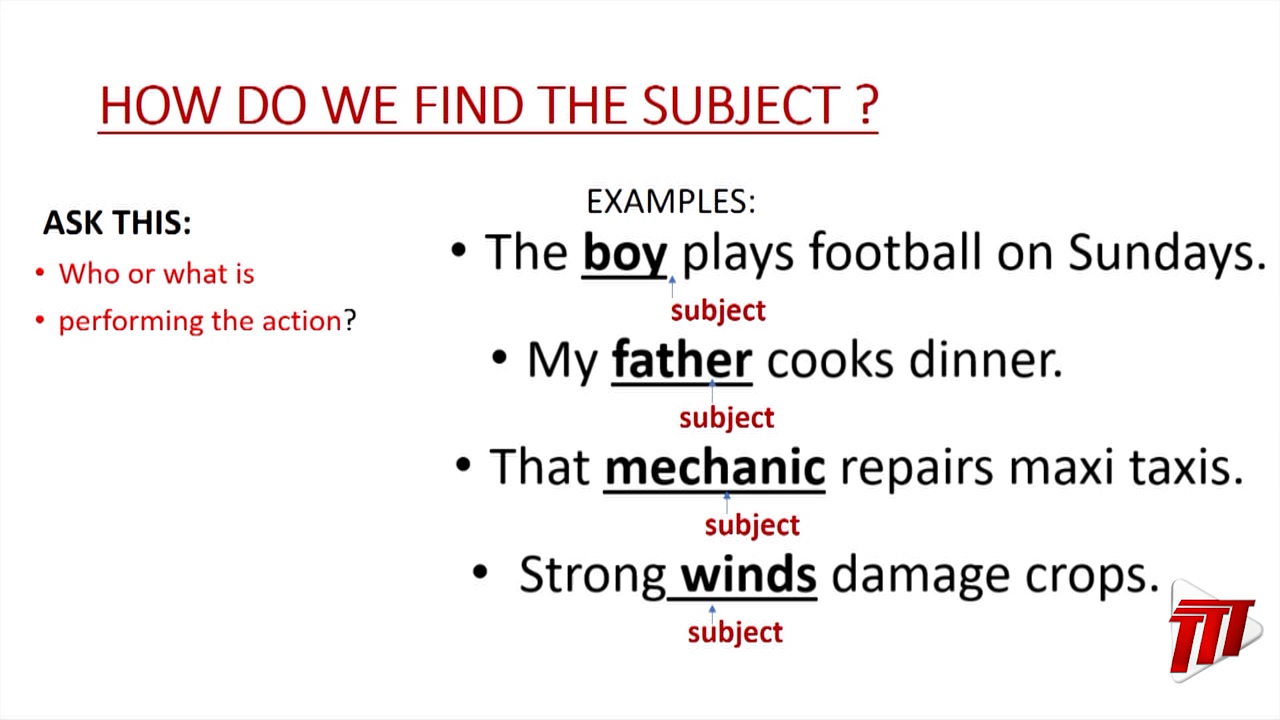 HOW DO WE FIND THE SUBJECT ?
ASK THIS:
• Who or what is
• performing the action?
EXAMPLES:
• The boy plays football on Sundays.
subject
• My father cooks dinner.
subject
• That mechanic repairs maxi taxis.
subject
• Strong winds damage crops.
subject
TTT